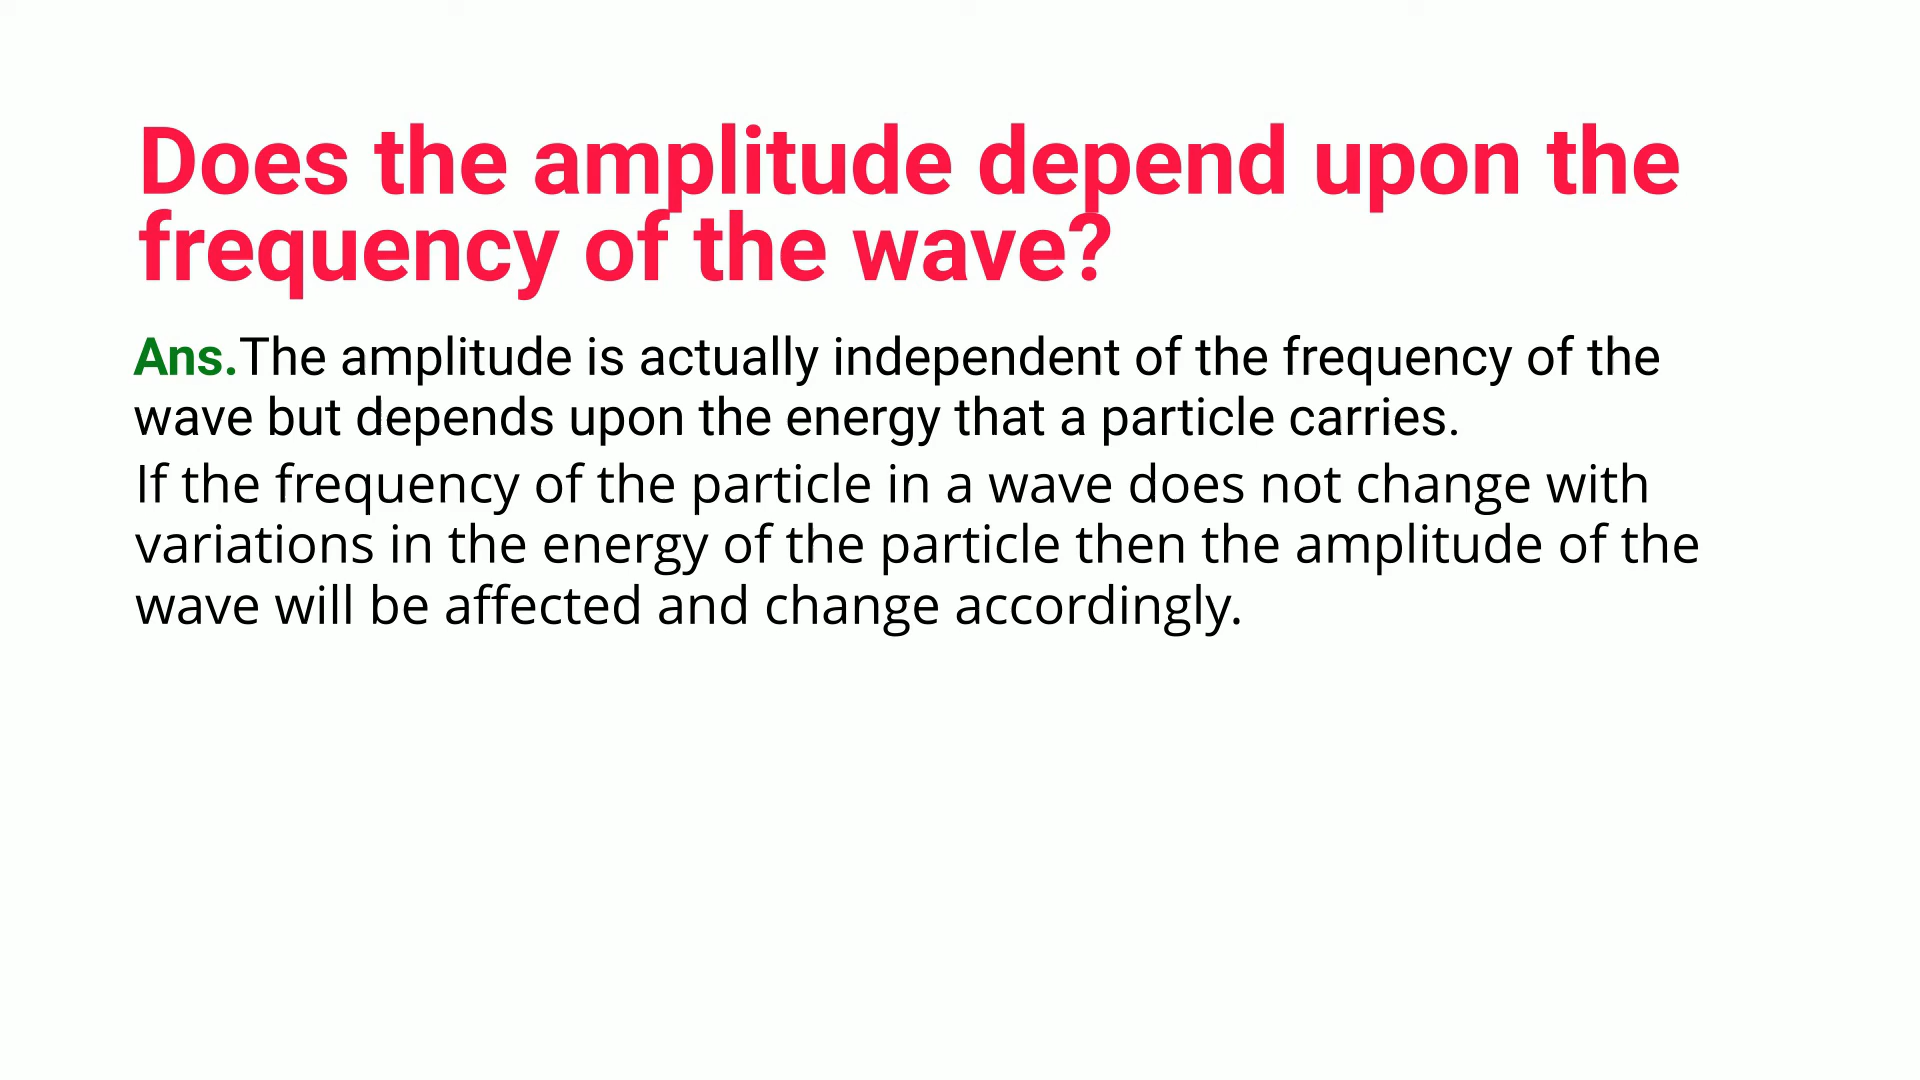 Does the amplitude depend upon the
frequency of the wave?
Ans.The amplitude is actually independent of the frequency of the
wave but depends upon the energy that a particle carries.
If the frequency of the particle in a wave does not change with
variations in the energy of the particle then the amplitude of the
wave will be affected and change accordingly.